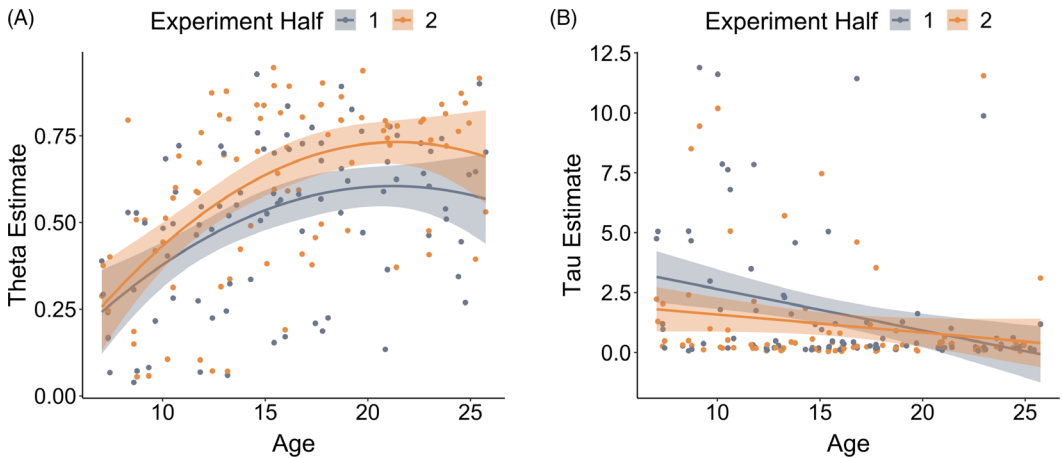 (A) Experiment Half 1 2
Theta Estimate
0.75
0.50
0.25
0.00
10 15 20 25
Age
(B) Experiment Half 1 2
Tau Estimate
12.5
10.0
7.5
5.0
2.5
0.0
10 15 20 25
Age